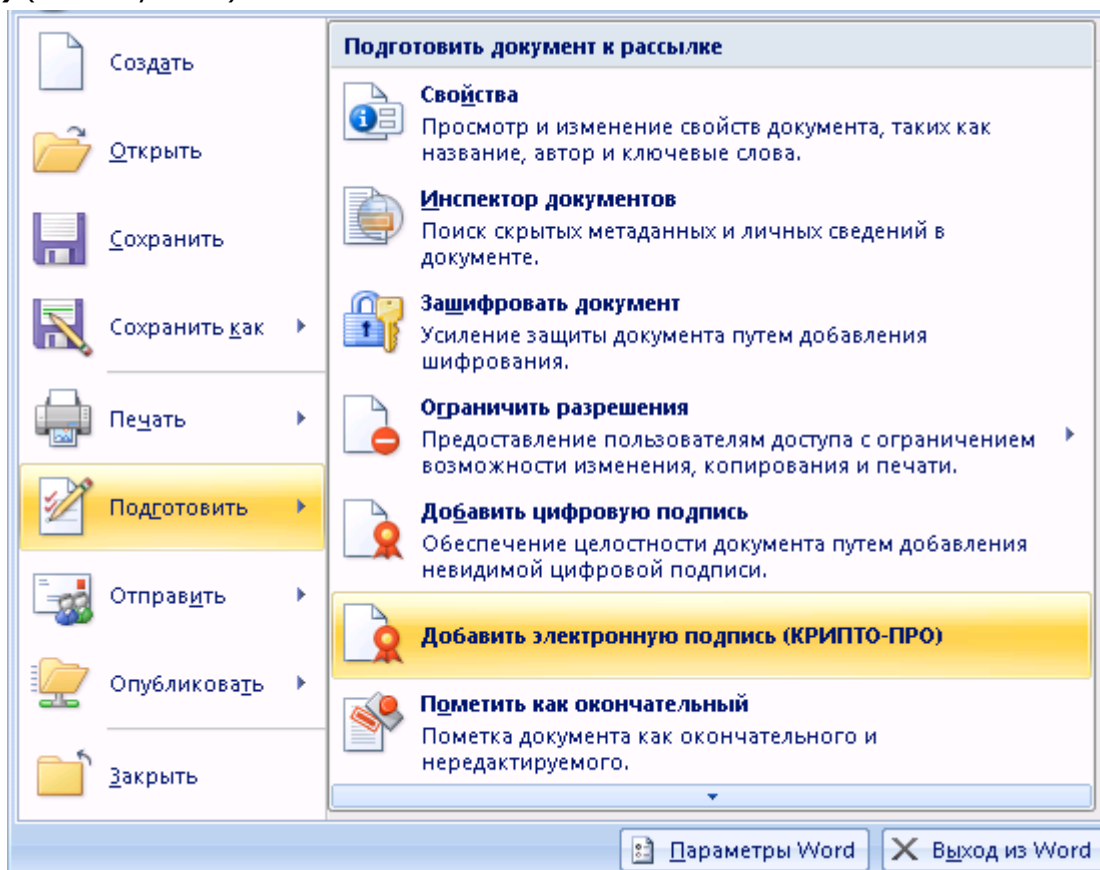 Создать
Открыть
Сохранить
Сохранить как
Печать
Подготовить
Отправить
Опубликовать
Закрыть
Подготовить документ к рассылке
Свойства
Просмотр и изменение свойств документа, таких как
название, автор и ключевые слова.
Инспектор документов
Поиск скрытых метаданных и личных сведений в
документе.
Зашифровать документ
Усиление защиты документа путем добавления
шифрования.
Ограничить разрешения
Предоставление пользователям доступа с ограничением
возможности изменения, копирования и печати.
Добавить цифровую подпись
Обеспечение целостности документа путем добавления
невидимой цифровой подписи.
Добавить электронную подпись (КРИПТО-ПРО)
Пометить как окончательный
Пометка документа как окончательного и
нередактируемого.
Параметры Word
Выход из Word